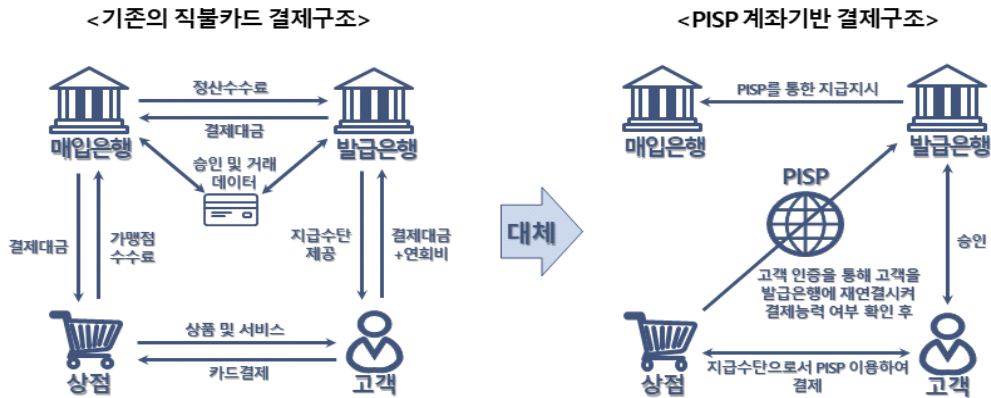 <기존의 직불카드 결제구조>
정산수수료
결제대금
매입은행
발급은행
승인 및 거래
데이터
결제대금
가맹점
수수료
지급수단
제공
결제대금
+연회비
상품 및 서비스
카드결제
상점
고객
대체
<PISP 계좌기반 결제구조>
PISP를 통한 지급지시
매입은행
발급은행
PISP
승인
고객 인증을 통해 고객을
발급은행에 재연결시켜
결제능력 여부 확인 후
지급수단으로서 PISP 이용하여
결제
상점
고객